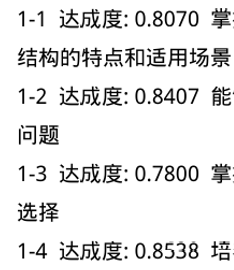 1-1 达成度: 0.8070 掌
结构的特点和适用场景
1-2 达成度: 0.8407 能
问题
1-3 达成度: 0.7800 掌
选择
1-4 达成度: 0.8538 培